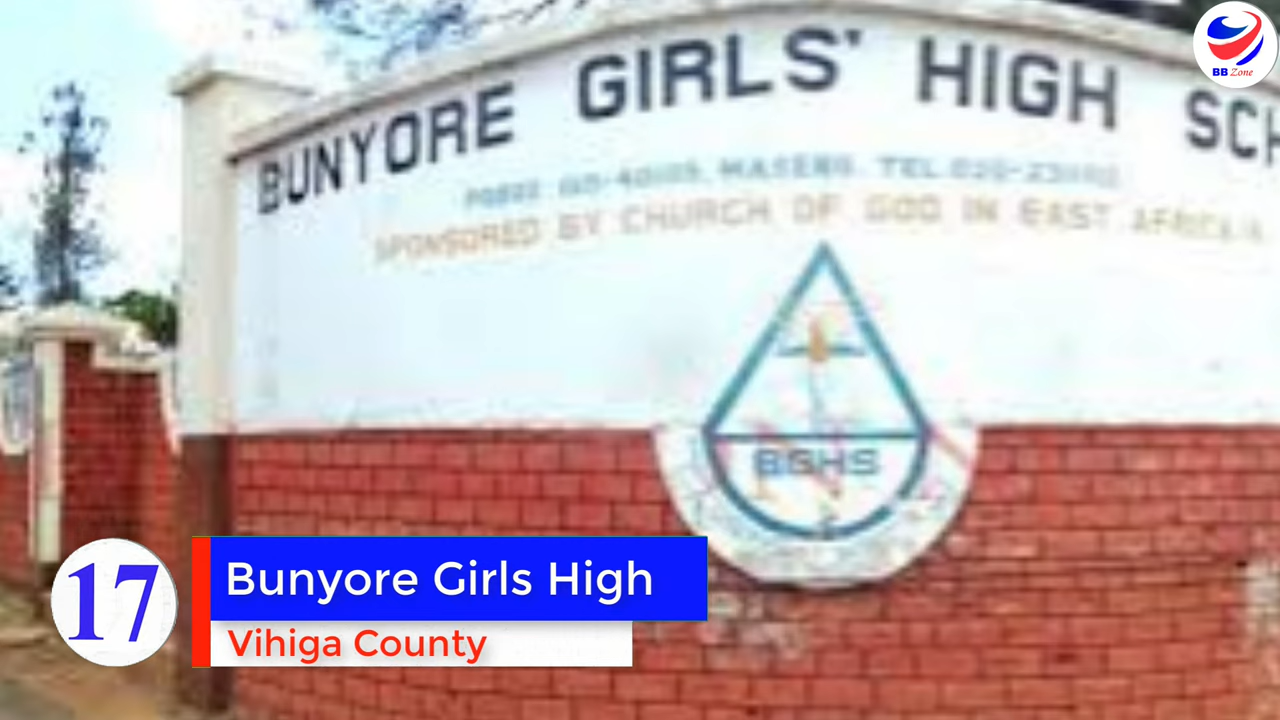 BB Zone
BUNYORE GIRLS' HIGH SCH
MASENO. TEL:020-
SPONSORED BY CHURCH OF GOD IN EAST AFRICA
BGHS
17
Bunyore Girls High
Vihiga County